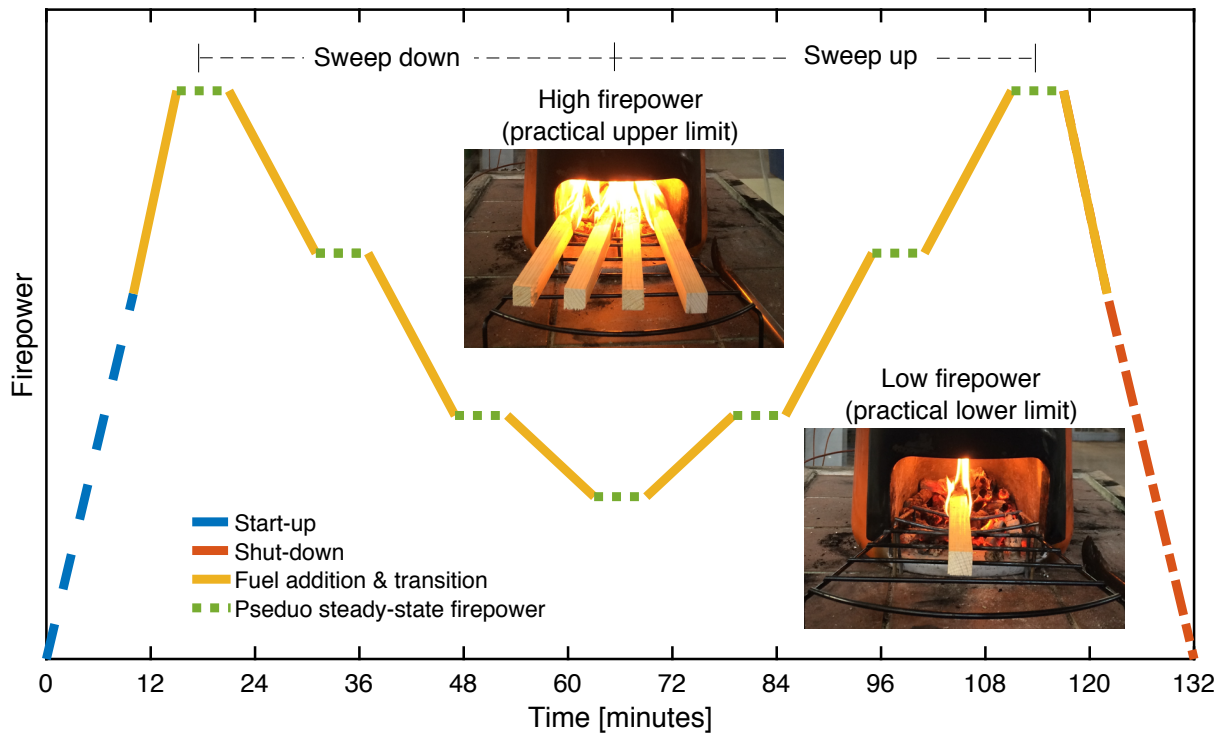 Sweep down
Sweep up
High firepower
(practical upper limit)
Low firepower
(practical lower limit)
Firepower
Start-up
Shut-down
Fuel addition & transition
Pseduo steady-state firepower
0 12 24 36 48 60 72 84 96 108 120 132
Time [minutes]